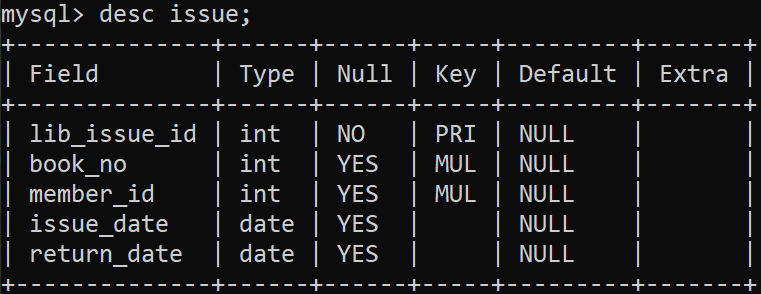 mysql> desc issue;
+--------------+------+------+-----+---------+-------+
| Field        | Type | Null | Key | Default | Extra |
+--------------+------+------+-----+---------+-------+
| lib_issue_id | int  | NO   | PRI | NULL    |       |
| book_no      | int  | YES  | MUL | NULL    |       |
| member_id    | int  | YES  | MUL | NULL    |       |
| issue_date   | date | YES  |     | NULL    |       |
| return_date  | date | YES  |     | NULL    |       |
+--------------+------+------+-----+---------+-------+